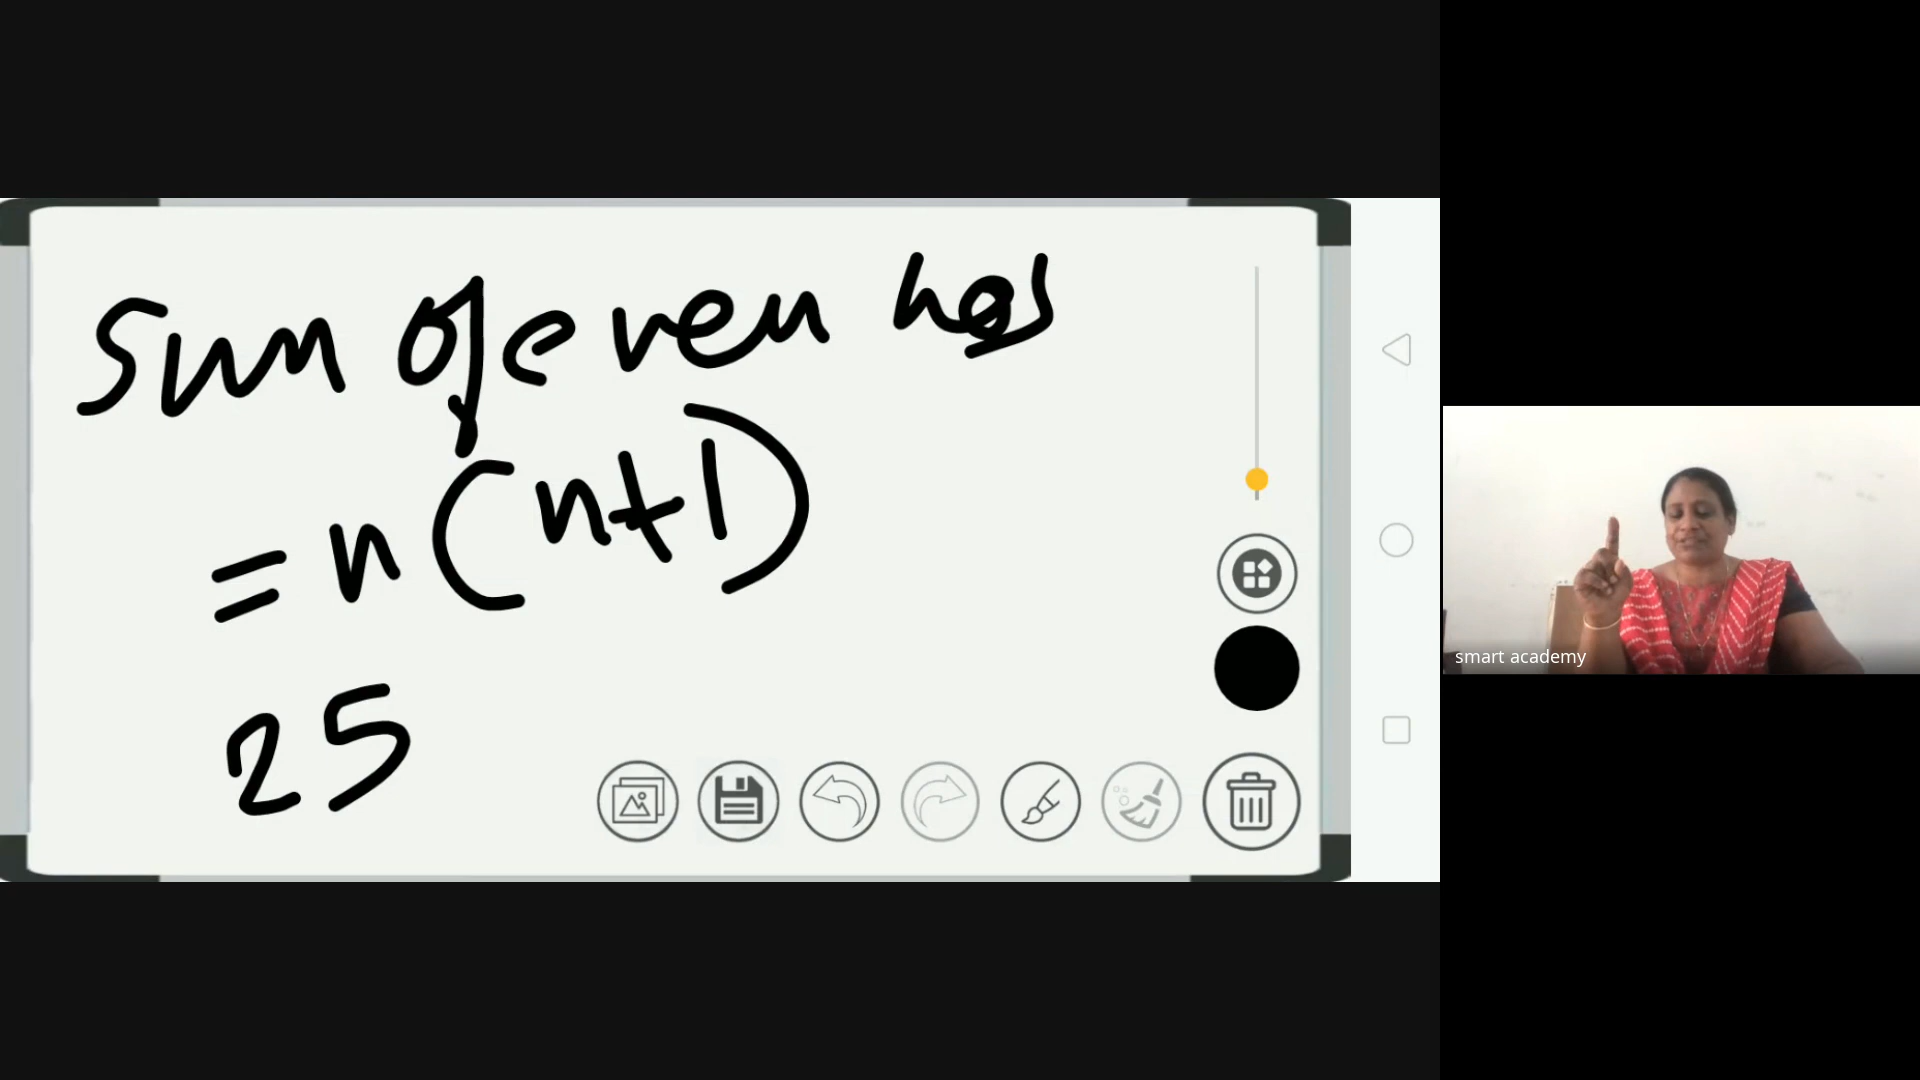 Sum of even nos
= n(n+1)
25
smart academy